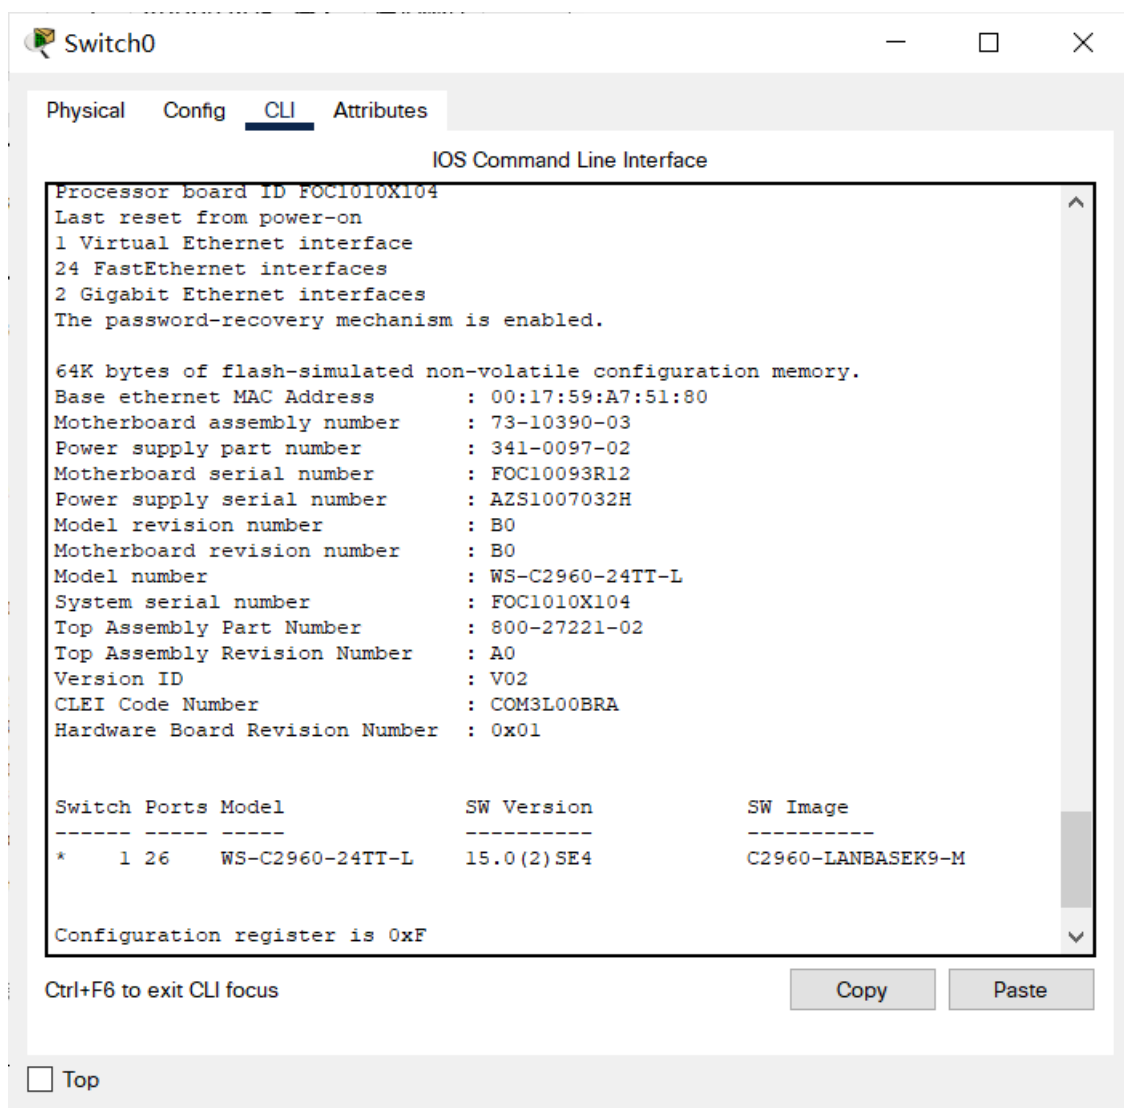 Switch0
Physical Config CLI Attributes
IOS Command Line Interface
Processor board ID FOC1010X104
Last reset from power-on
1 Virtual Ethernet interface
24 FastEthernet interfaces
2 Gigabit Ethernet interfaces
The password-recovery mechanism is enabled.
64K bytes of flash-simulated non-volatile configuration memory.
Base ethernet MAC Address : 00:17:59:A7:51:80
Motherboard assembly number : 73-10390-03
Power supply part number : 341-0097-02
Motherboard serial number : FOC10093R12
Power supply serial number : AZS1007032H
Model revision number : B0
Motherboard revision number : B0
Model number : WS-C2960-24TT-L
System serial number : FOC1010X104
Top Assembly Part Number : 800-27221-02
Top Assembly Revision Number : A0
Version ID : V02
CLEI Code Number : COM3L00BRA
Hardware Board Revision Number : 0x01
Switch Ports Model SW Version SW Image
------ ----- ----- ---------- ----------
* 1 26 WS-C2960-24TT-L 15.0(2)SE4 C2960-LANBASEK9-M
Configuration register is 0xF
Ctrl+F6 to exit CLI focus
Copy Paste
Top